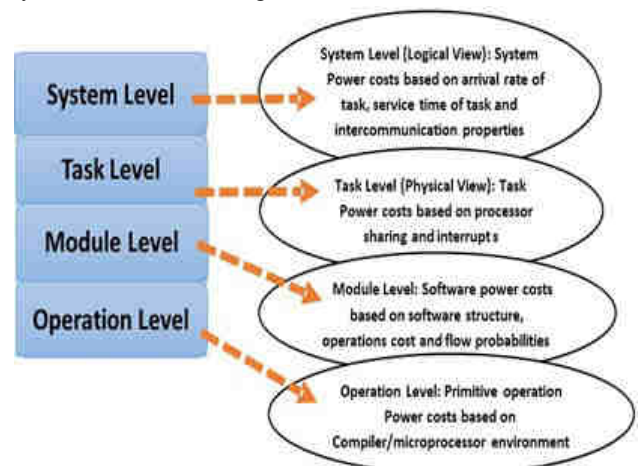 System Level
System Level (Logical View): System
Power costs based on arrival rate of
task, service time of task and
intercommunication properties
Task Level
Task Level (Physical View): Task
Power costs based on processor
sharing and interrupts
Module Level
Module Level: Software power costs
based on software structure,
operations cost and flow probabilities
Operation Level
Operation Level: Primitive operation
Power costs based on
Compiler/microprocessor environment